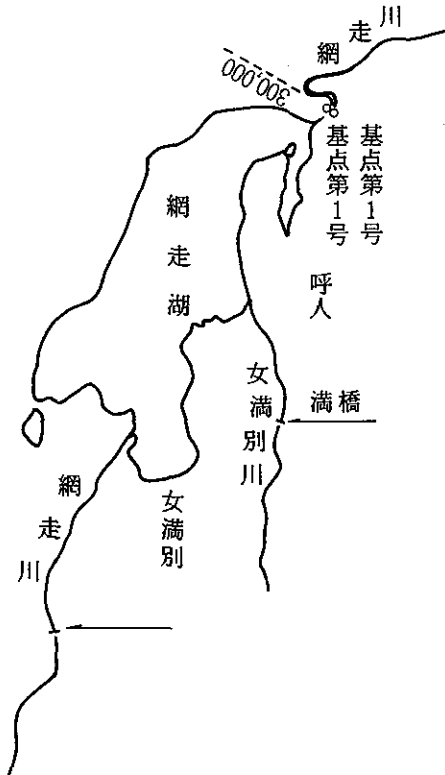 網走川
300,000
基点第1号
基点第1号
網走湖
呼人
女満別川
満橋
女満別
網走川